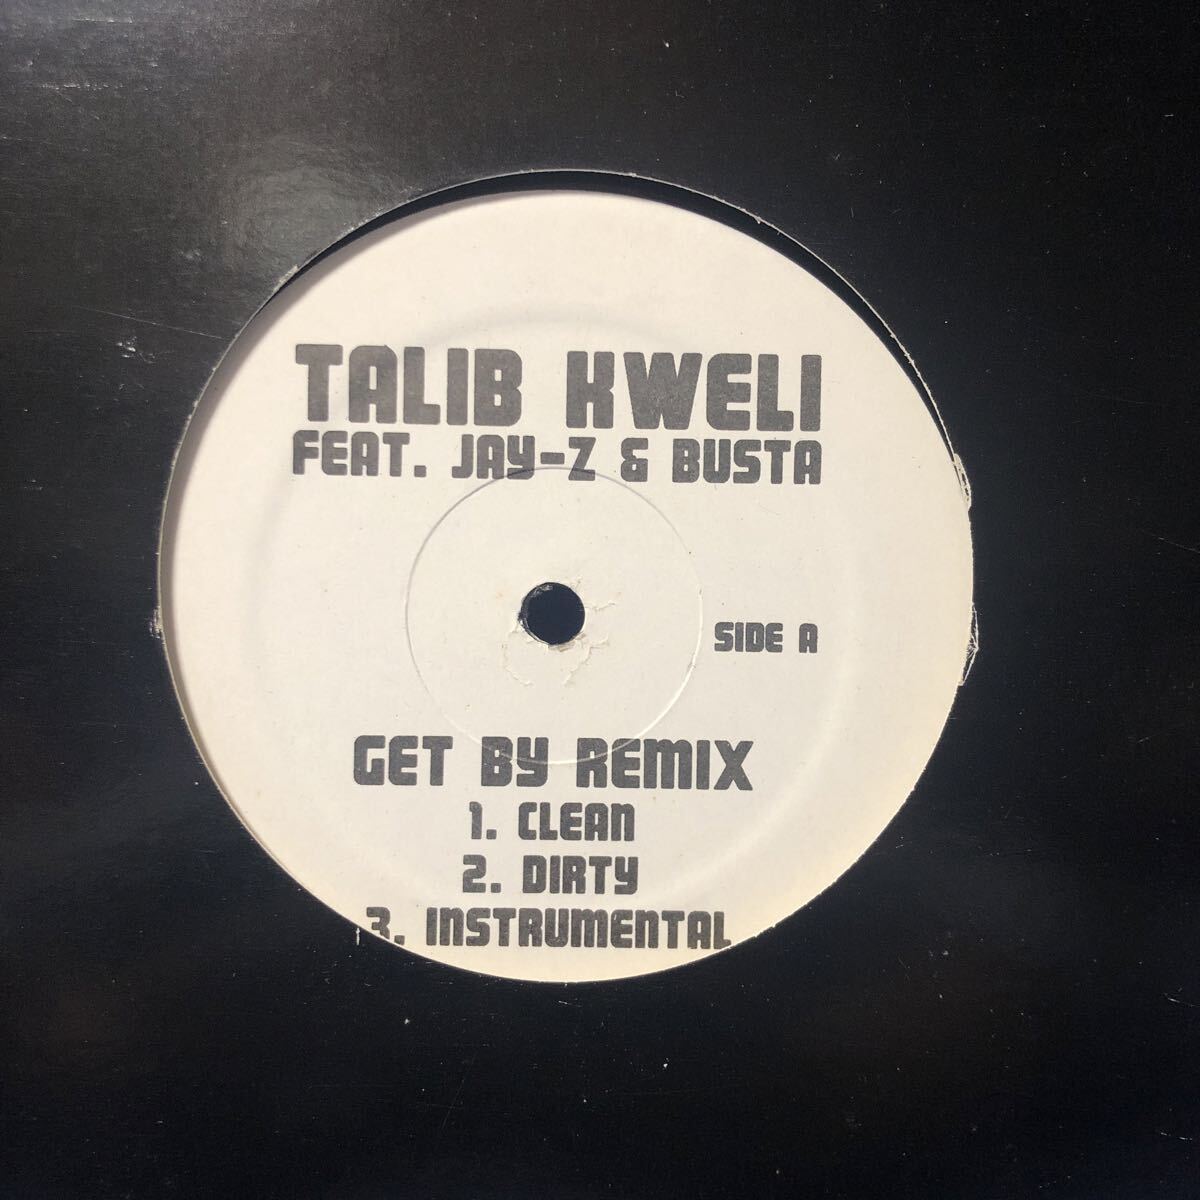 TALIB KWELI
FEAT. JAY-Z & BUSTA
SIDE A
GET BY REMIX
1. CLEAN
2. DIRTY
3. INSTRUMENTAL